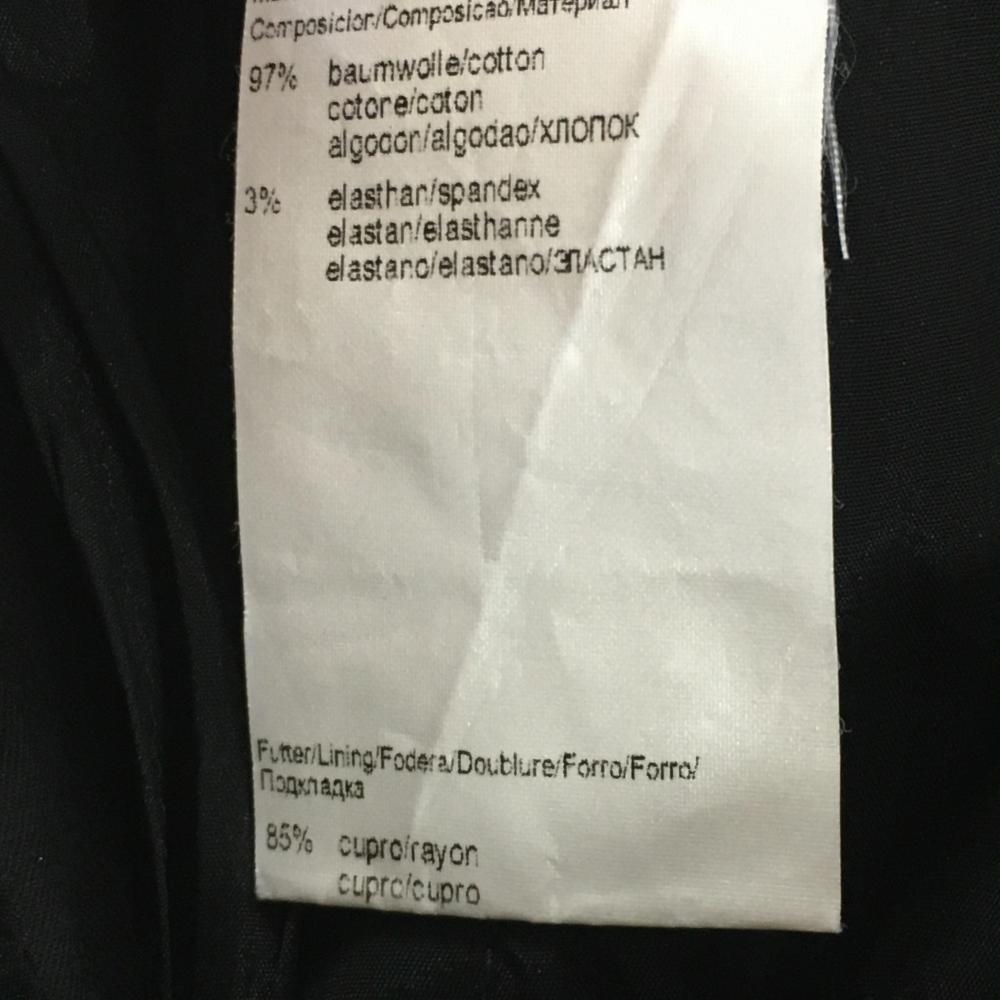 Composicion/Composicao/Материал
97% baumwolle/cotton
cotone/coton
algodon/algodao/ХЛОПОК
3% elasthan/spandex
elastan/elasthanne
elastano/elastano/ЭЛАСТАН
Futter/Lining/Fodera/Doublure/Forro/Forro/
Подкладка
85% cupro/rayon
cupro/cupro